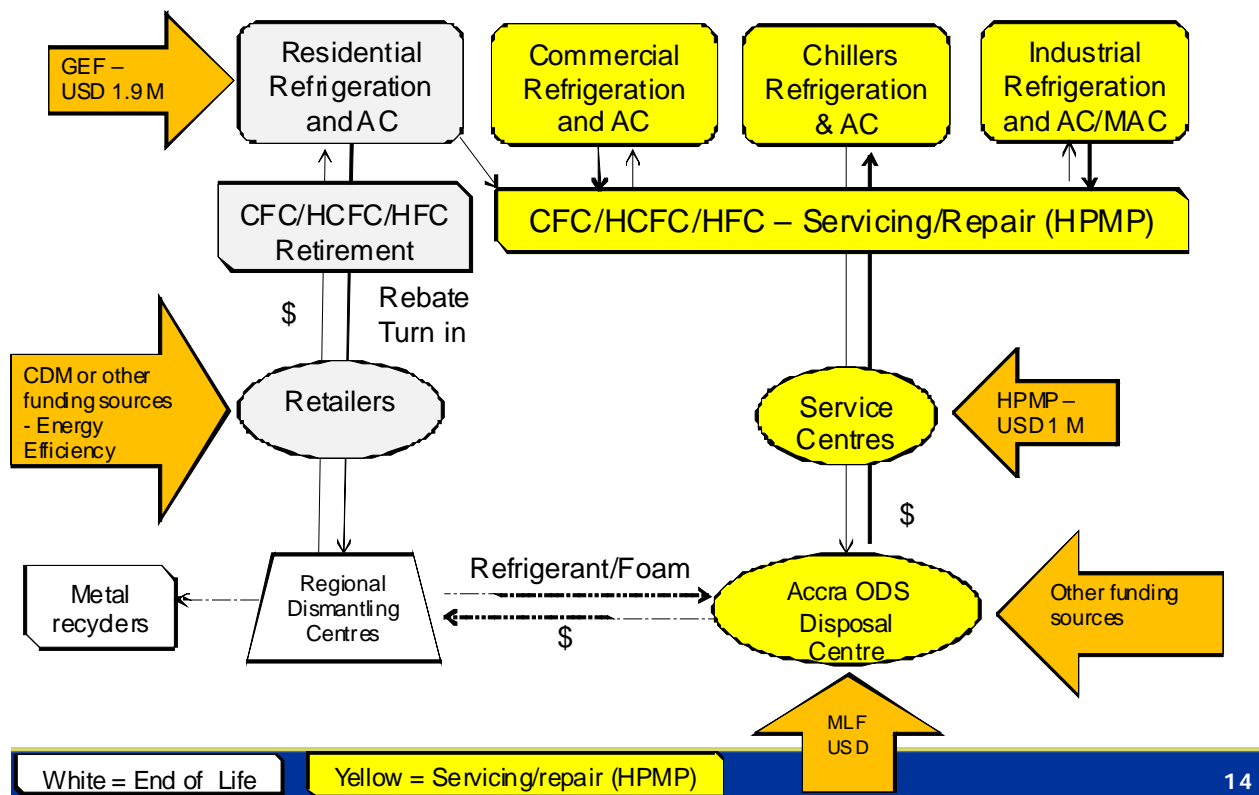 GEF –
USD 1.9 M
Residential
Refrigeration
and AC
Commercial
Refrigeration
and AC
Chillers
Refrigeration
& AC
Industrial
Refrigeration
and AC/MAC
CFC/HCFC/HFC
Retirement
CFC/HCFC/HFC – Servicing/Repair (HPMP)
$
Rebate
Turn in
CDM or other
funding sources
- Energy
Efficiency
Retailers
Service
Centres
HPMP –
USD 1 M
$
Metal
recyders
Regional
Dismantling
Centres
Refrigerant/Foam
$
Accra ODS
Disposal
Centre
Other funding
sources
MLF
USD
White = End of Life
Yellow = Servicing/repair (HPMP)
14